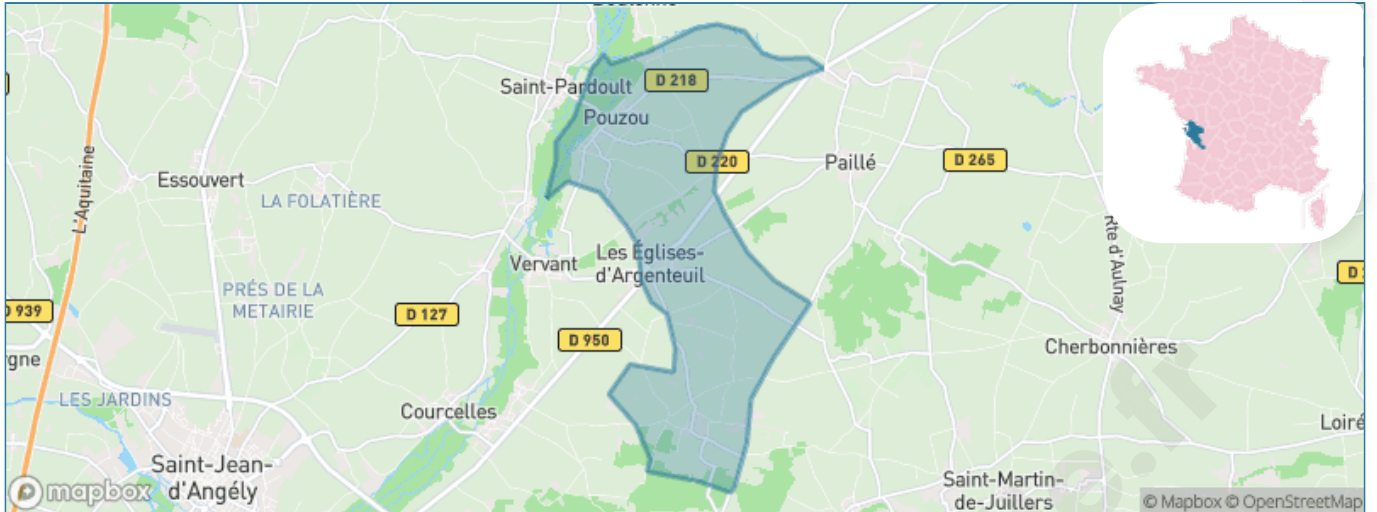 Saint-Pardoult
D 218
Pouzou
L'Aquitaine
Essouvert
LA FOLATIÈRE
D 220
Paillé
D 265
Rte d'Aulnay
Vervant
Les Églises-
d'Argenteuil
PRÉS DE LA
METAIRIE
D 939
D 127
D 950
Cherbonnières
LES JARDINS
Courcelles
Saint-Jean-
d'Angély
Saint-Martin-
de-Juillers
mapbox
© Mapbox © OpenStreetMap